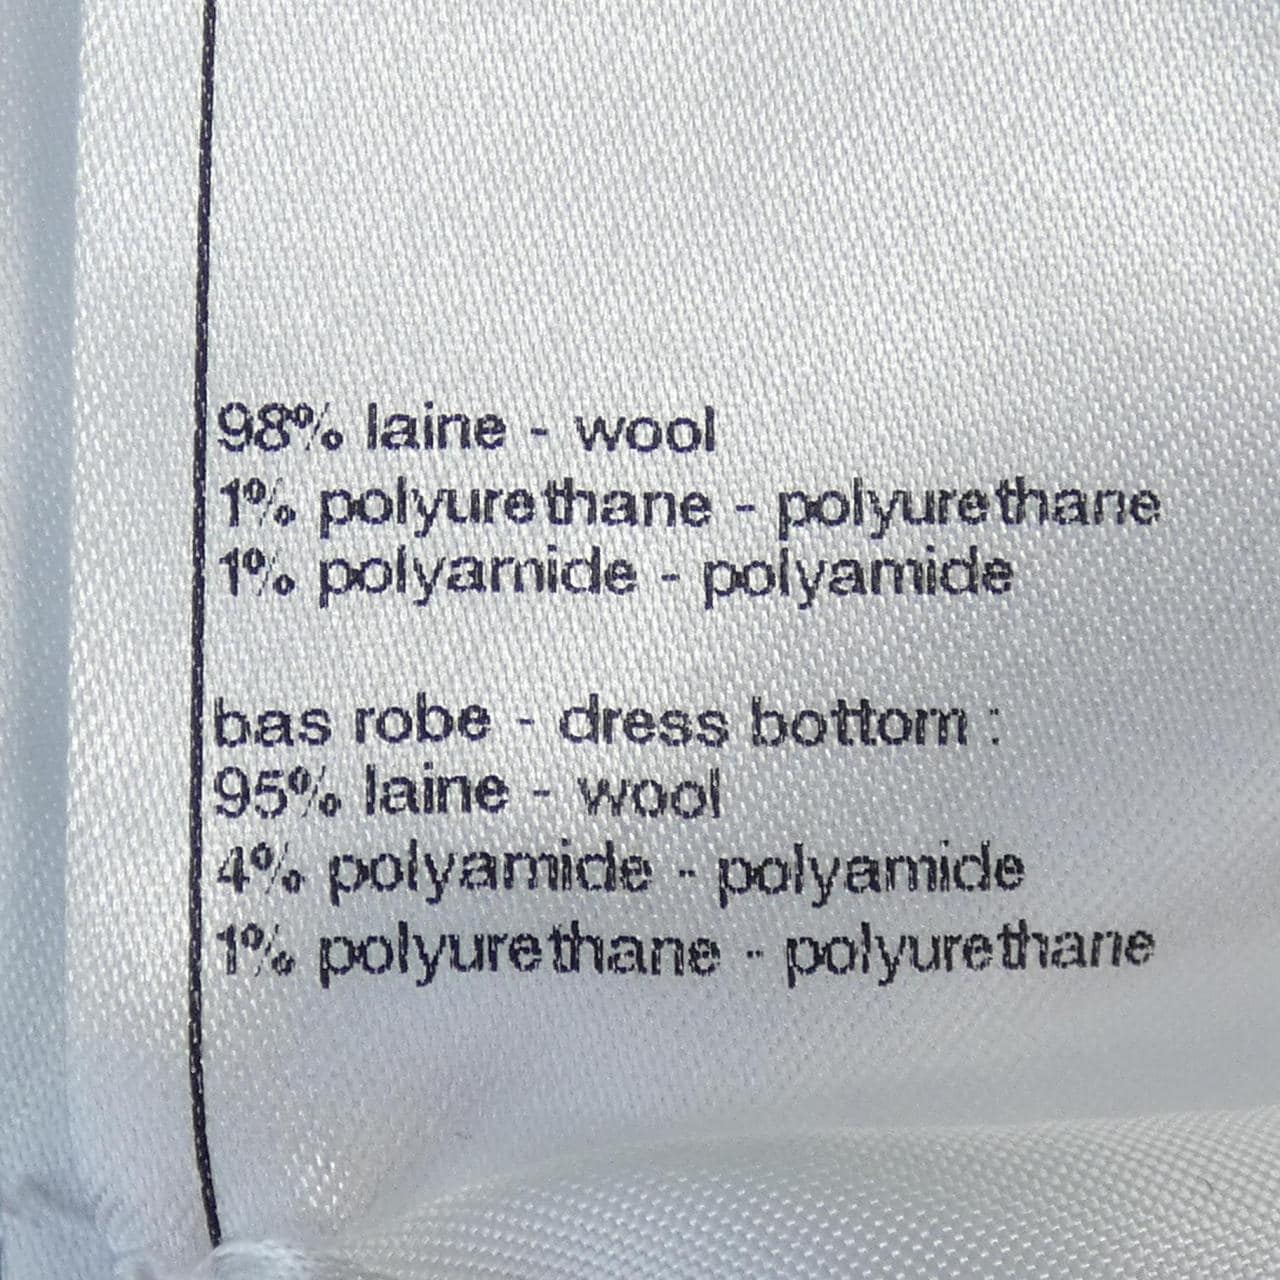 98% laine - wool
1% polyurethane - polyurethane
1% polyamide - polyamide
bas robe - dress bottom :
95% laine - wool
4% polyamide - polyamide
1% polyurethane - polyurethane